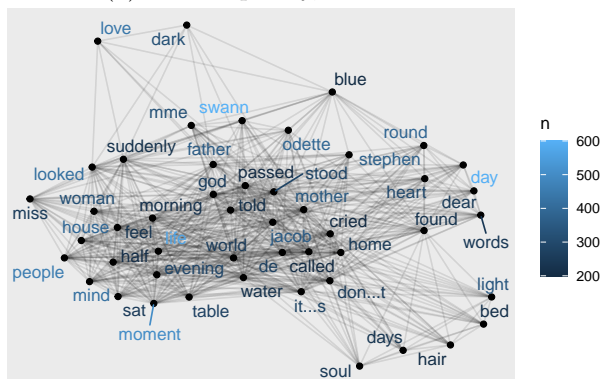 love
dark
blue
n
mme
swann
600
odette
round
suddenly
father
stephen
500
looked
god
passed
stood
day
woman
morning
told
mother
heart
dear
400
miss
house
feel
cried
found
life
jacob
words
300
half
world
home
people
evening
de
called
200
mind
water
don...t
light
sat
table
it...s
moment
bed
days
hair
soul